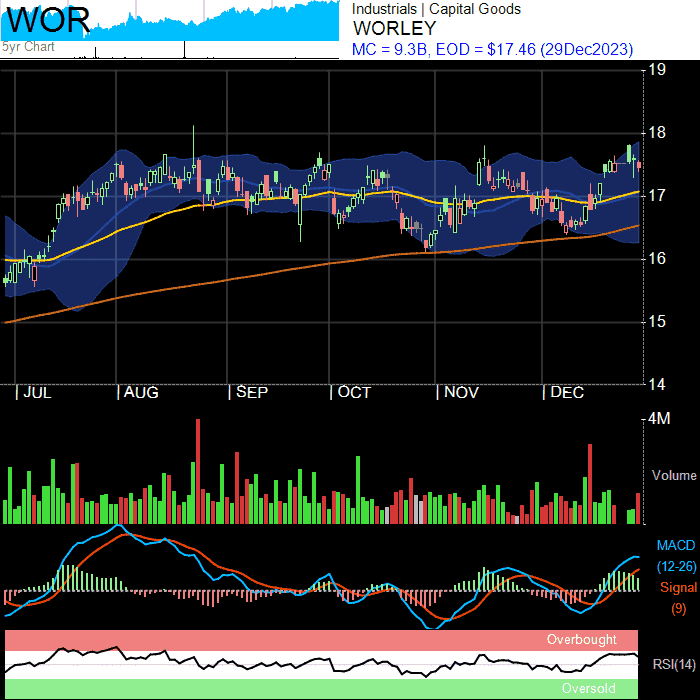 WOR
5yr Chart
Industrials | Capital Goods
WORLEY
MC = 9.3B, EOD = $17.46 (29Dec2023)
19
18
17
16
15
14
| JUL | AUG | SEP | OCT | NOV | DEC
4M
Volume
MACD
(12-26)
Signal
(9)
Overbought
RSI(14)
Oversold